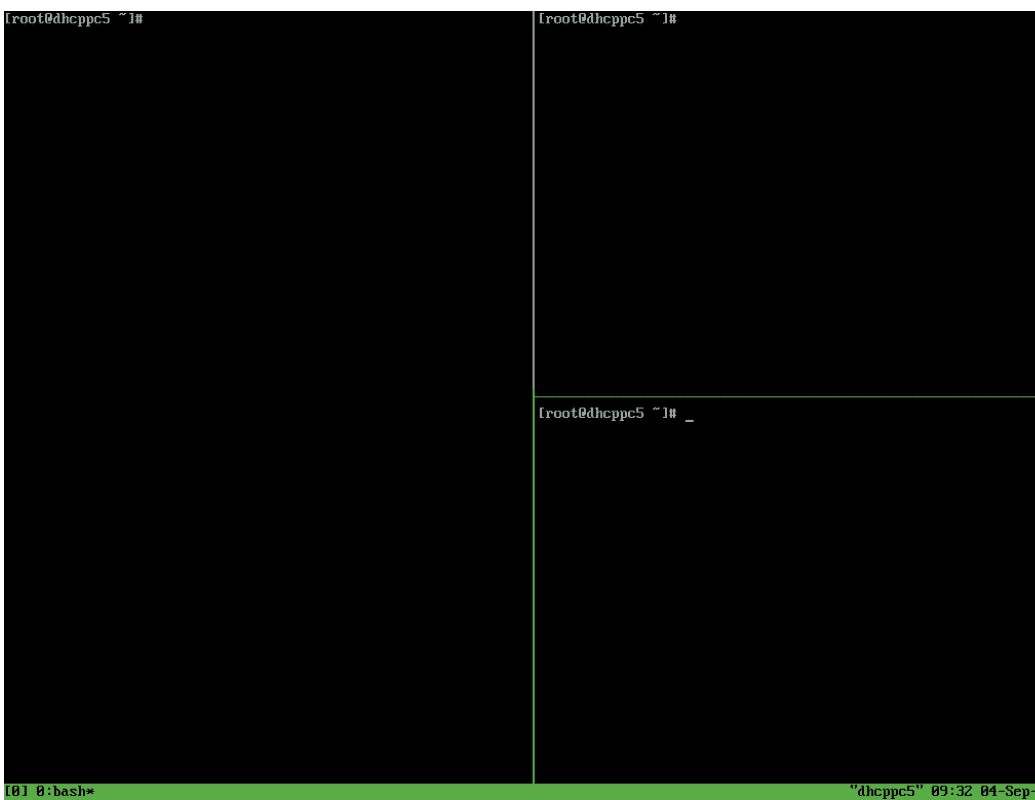 [root@dhcppc5 ~]#
[root@dhcppc5 ~]#
[root@dhcppc5 ~]# _
[0] 0:bash*
"dhcppc5" 09:32 04-Sep-